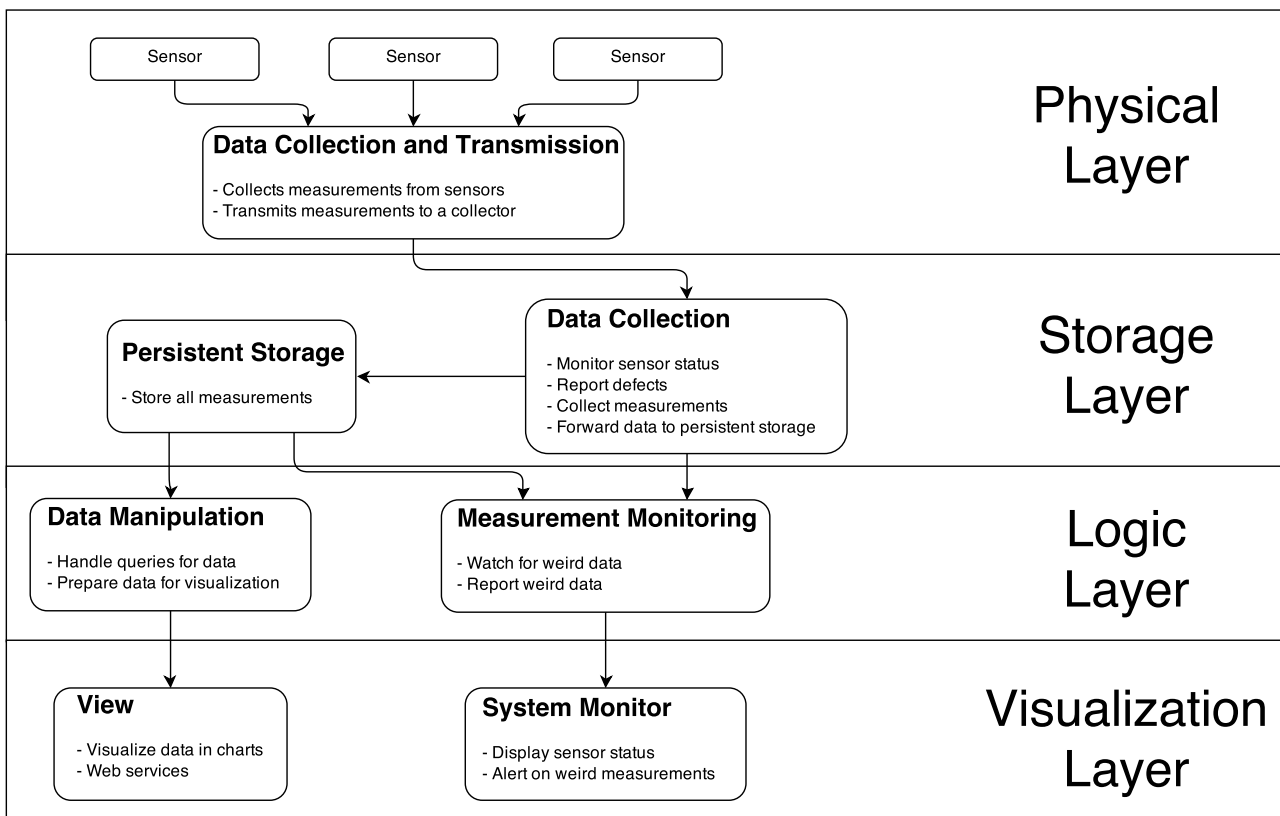 Sensor
Sensor
Sensor
Physical
Layer
Data Collection and Transmission
- Collects measurements from sensors
- Transmits measurements to a collector
Storage
Layer
Data Collection
- Monitor sensor status
- Report defects
- Collect measurements
- Forward data to persistent storage
Persistent Storage
- Store all measurements
Logic
Layer
Data Manipulation
- Handle queries for data
- Prepare data for visualization
Measurement Monitoring
- Watch for weird data
- Report weird data
Visualization
Layer
View
- Visualize data in charts
- Web services
System Monitor
- Display sensor status
- Alert on weird measurements